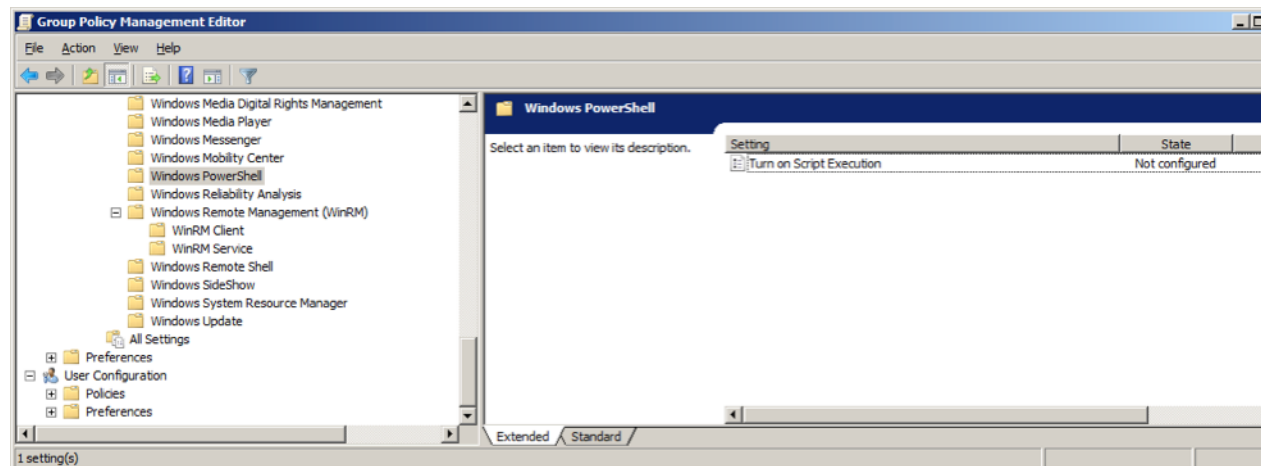 Group Policy Management Editor
File Action View Help
Windows Media Digital Rights Management
Windows Media Player
Windows Messenger
Windows Mobility Center
Windows PowerShell
Windows Reliability Analysis
Windows Remote Management (WinRM)
WinRM Client
WinRM Service
Windows Remote Shell
Windows SideShow
Windows System Resource Manager
Windows Update
All Settings
Preferences
User Configuration
Policies
Preferences
Windows PowerShell
Select an item to view its description.
Setting State
Turn on Script Execution Not configured
Extended Standard
1 setting(s)